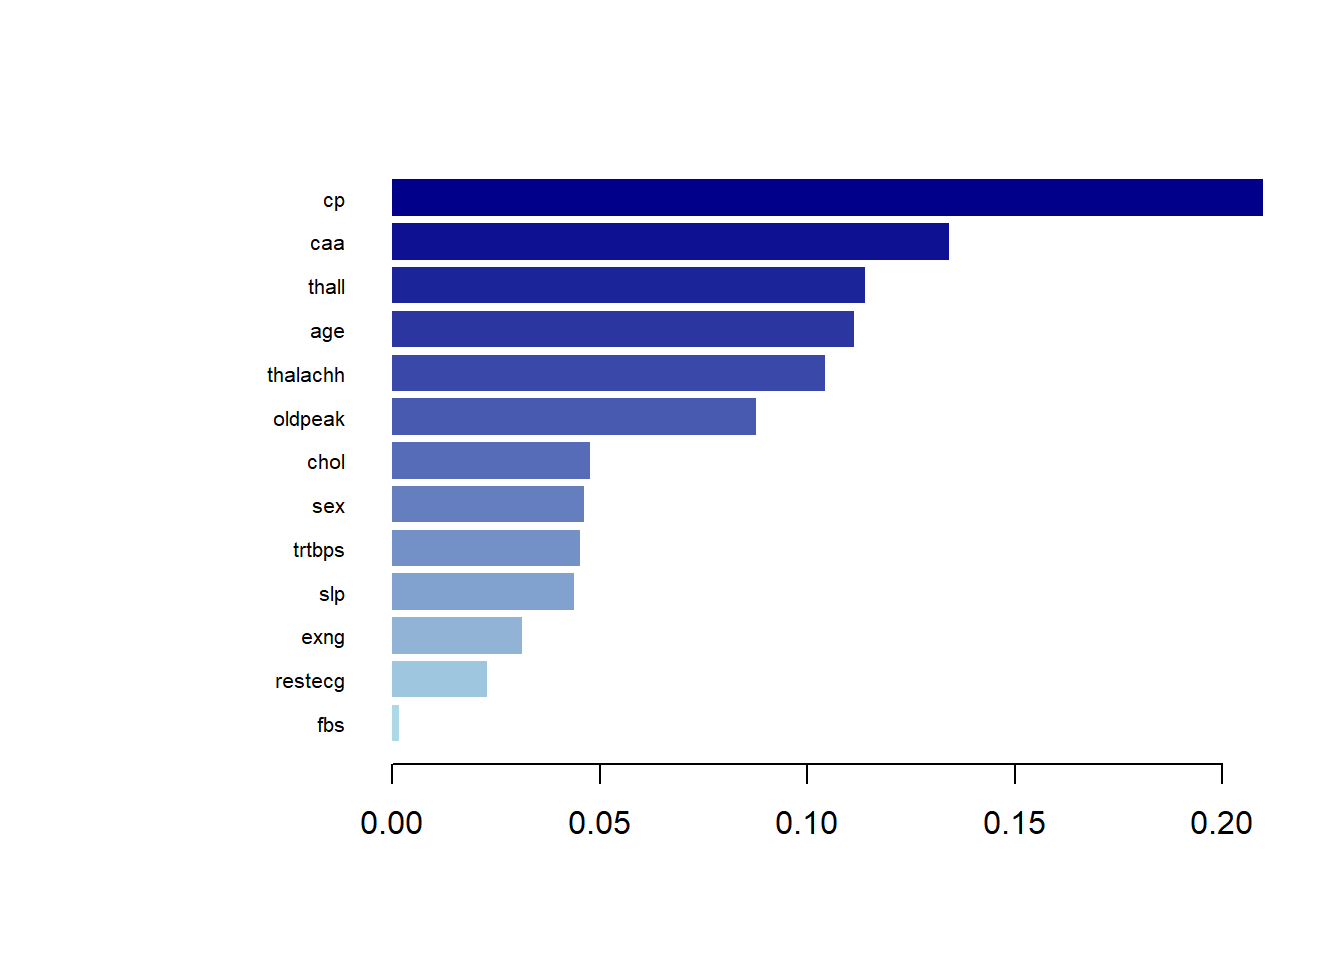 cp
caa
thall
age
thalachh
oldpeak
chol
sex
trtbps
slp
exng
restecg
fbs
0.00 0.05 0.10 0.15 0.20